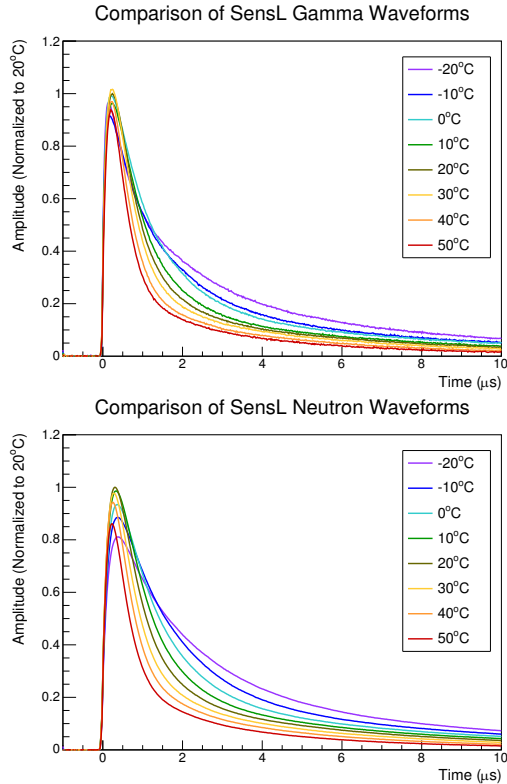 Comparison of SensL Gamma Waveforms
Amplitude (Normalized to 20°C)
1.2
1
0.8
0.6
0.4
0.2
0
-20°C
-10°C
0°C
10°C
20°C
30°C
40°C
50°C
0 2 4 6 8 10
Time (μs)
Comparison of SensL Neutron Waveforms
Amplitude (Normalized to 20°C)
1.2
1
0.8
0.6
0.4
0.2
0
-20°C
-10°C
0°C
10°C
20°C
30°C
40°C
50°C
0 2 4 6 8 10
Time (μs)